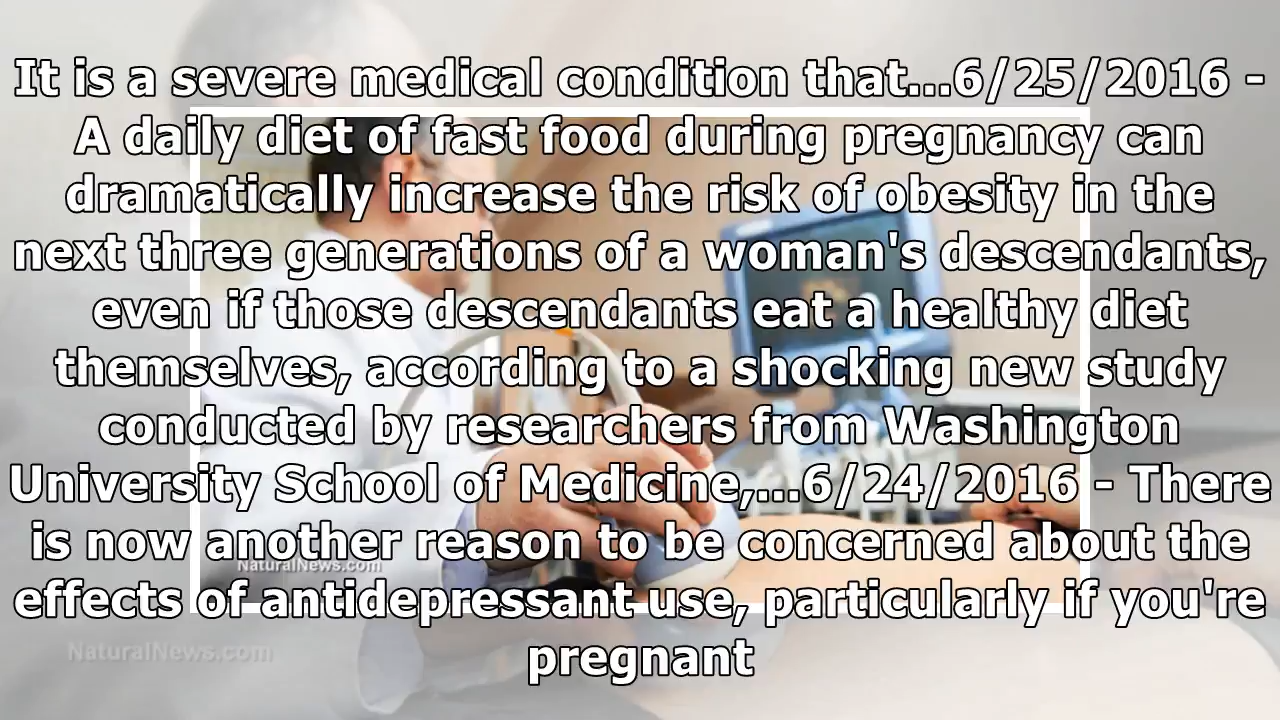 It is a severe medical condition that...6/25/2016 -
A daily diet of fast food during pregnancy can
dramatically increase the risk of obesity in the
next three generations of a woman's descendants,
even if those descendants eat a healthy diet
themselves, according to a shocking new study
conducted by researchers from Washington
University School of Medicine,...6/24/2016 - There
is now another reason to be concerned about the
NaturalNews.com
effects of antidepressant use, particularly if you're
pregnant
NaturalNews.com